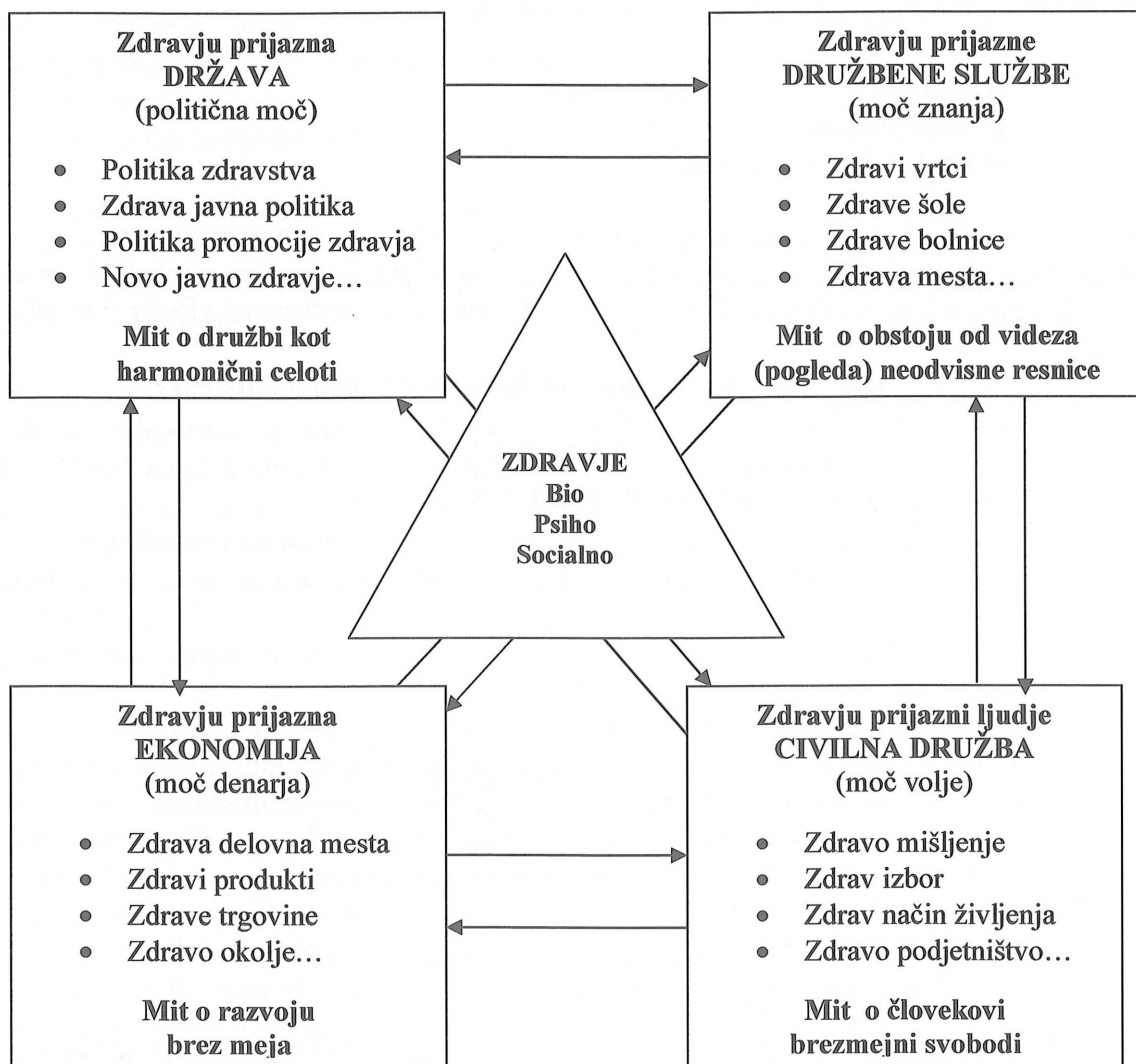 Zdravju prijazna
DRŽAVA
(politična moč)
• Politika zdravstva
• Zdrava javna politika
• Politika promocije zdravja
• Novo javno zdravje…
Mit o družbi kot
harmonični celoti
Zdravju prijazne
DRUŽBENE SLUŽBE
(moč znanja)
• Zdravi vrtci
• Zdrave šole
• Zdrave bolnice
• Zdrava mesta…
Mit o obstoju od videza
(pogleda) neodvisne resnice
ZDRAVJE
Bio
Psiho
Socialno
Zdravju prijazna
EKONOMIJA
(moč denarja)
• Zdrava delovna mesta
• Zdravi produkti
• Zdrave trgovine
• Zdravo okolje…
Mit o razvoju
brez meja
Zdravju prijazni ljudje
CIVILNA DRUŽBA
(moč volje)
• Zdravo mišljenje
• Zdrav izbor
• Zdrav način življenja
• Zdravo podjetništvo…
Mit o človekovi
brezmejni svobodi